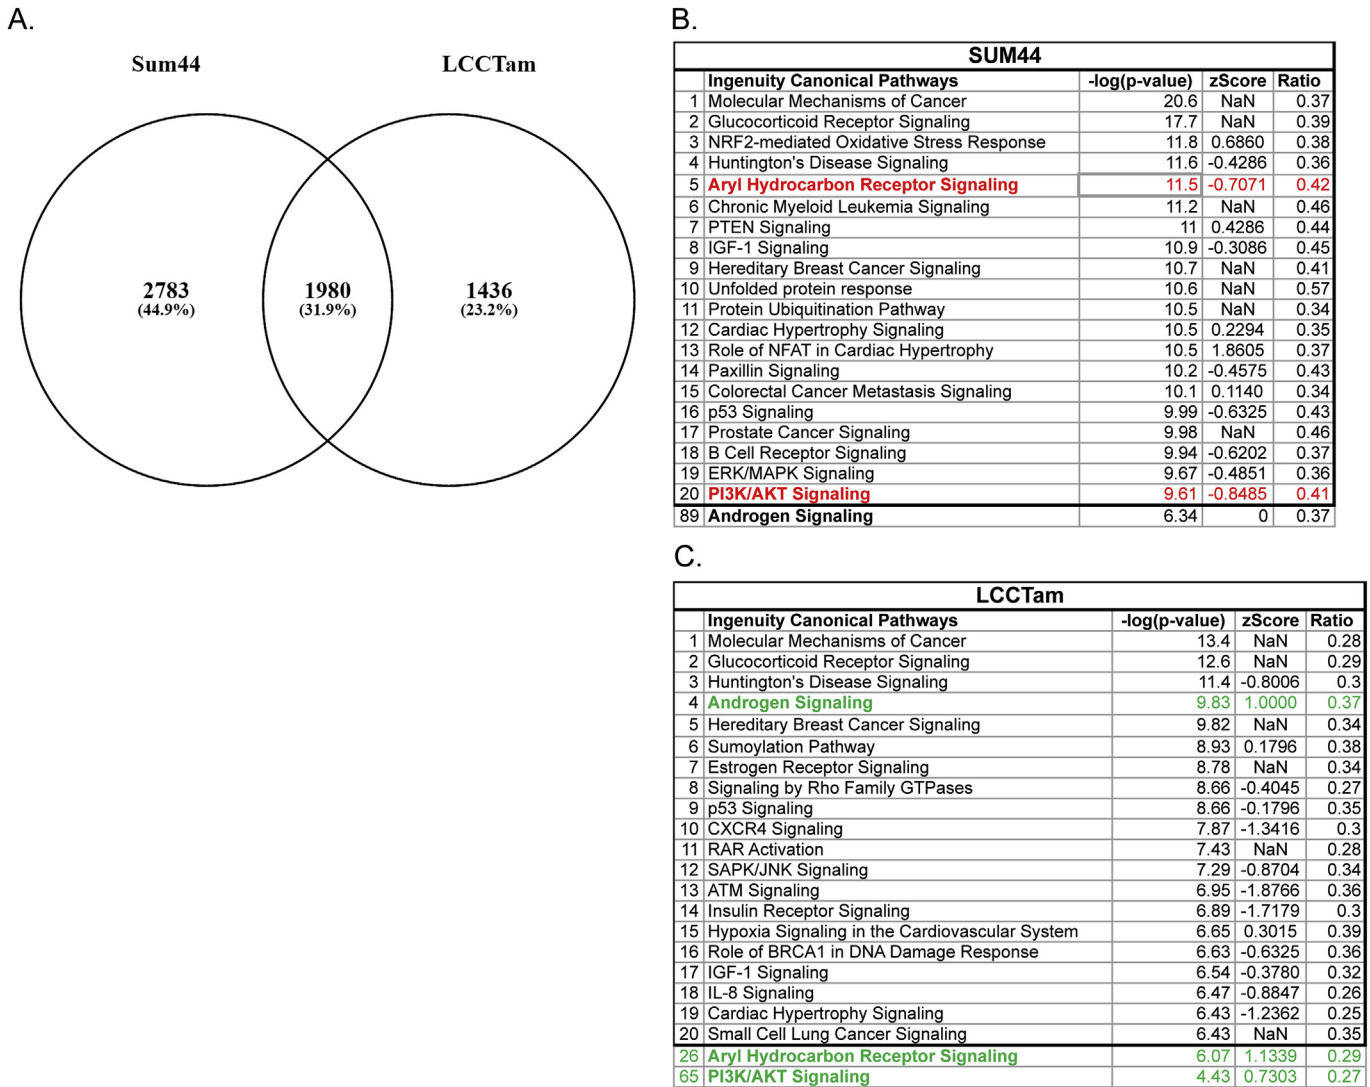 A.
Sum44 LCCTam
2783 1980 1436
(44.9%) (31.9%) (23.2%)
B.
SUM44
Ingenuity Canonical Pathways -log(p-value) zScore Ratio
1 Molecular Mechanisms of Cancer 20.6 NaN 0.37
2 Glucocorticoid Receptor Signaling 17.7 NaN 0.39
3 NRF2-mediated Oxidative Stress Response 11.8 0.6860 0.38
4 Huntington's Disease Signaling 11.6 -0.4286 0.36
5 Aryl Hydrocarbon Receptor Signaling 11.5 -0.7071 0.42
6 Chronic Myeloid Leukemia Signaling 11.2 NaN 0.46
7 PTEN Signaling 11 0.4286 0.44
8 IGF-1 Signaling 10.9 -0.3086 0.45
9 Hereditary Breast Cancer Signaling 10.7 NaN 0.41
10 Unfolded protein response 10.6 NaN 0.57
11 Protein Ubiquitination Pathway 10.5 NaN 0.34
12 Cardiac Hypertrophy Signaling 10.5 0.2294 0.35
13 Role of NFAT in Cardiac Hypertrophy 10.5 1.8605 0.37
14 Paxillin Signaling 10.2 -0.4575 0.43
15 Colorectal Cancer Metastasis Signaling 10.1 0.1140 0.34
16 p53 Signaling 9.99 -0.6325 0.43
17 Prostate Cancer Signaling 9.98 NaN 0.46
18 B Cell Receptor Signaling 9.94 -0.6202 0.37
19 ERK/MAPK Signaling 9.67 -0.4851 0.36
20 PI3K/AKT Signaling 9.61 -0.8485 0.41
89 Androgen Signaling 6.34 0 0.37
C.
LCCTam
Ingenuity Canonical Pathways -log(p-value) zScore Ratio
1 Molecular Mechanisms of Cancer 13.4 NaN 0.28
2 Glucocorticoid Receptor Signaling 12.6 NaN 0.29
3 Huntington's Disease Signaling 11.4 -0.8006 0.3
4 Androgen Signaling 9.83 1.0000 0.37
5 Hereditary Breast Cancer Signaling 9.82 NaN 0.34
6 Sumoylation Pathway 8.93 0.1796 0.38
7 Estrogen Receptor Signaling 8.78 NaN 0.34
8 Signaling by Rho Family GTPases 8.66 -0.4045 0.27
9 p53 Signaling 8.66 -0.1796 0.35
10 CXCR4 Signaling 7.87 -1.3416 0.3
11 RAR Activation 7.43 NaN 0.28
12 SAPK/JNK Signaling 7.29 -0.8704 0.34
13 ATM Signaling 6.95 -1.8766 0.36
14 Insulin Receptor Signaling 6.89 -1.7179 0.3
15 Hypoxia Signaling in the Cardiovascular System 6.65 0.3015 0.39
16 Role of BRCA1 in DNA Damage Response 6.63 -0.6325 0.36
17 IGF-1 Signaling 6.54 -0.3780 0.32
18 IL-8 Signaling 6.47 -0.8847 0.26
19 Cardiac Hypertrophy Signaling 6.43 -1.2362 0.25
20 Small Cell Lung Cancer Signaling 6.43 NaN 0.35
26 Aryl Hydrocarbon Receptor Signaling 6.07 1.1339 0.29
65 PI3K/AKT Signaling 4.43 0.7303 0.27